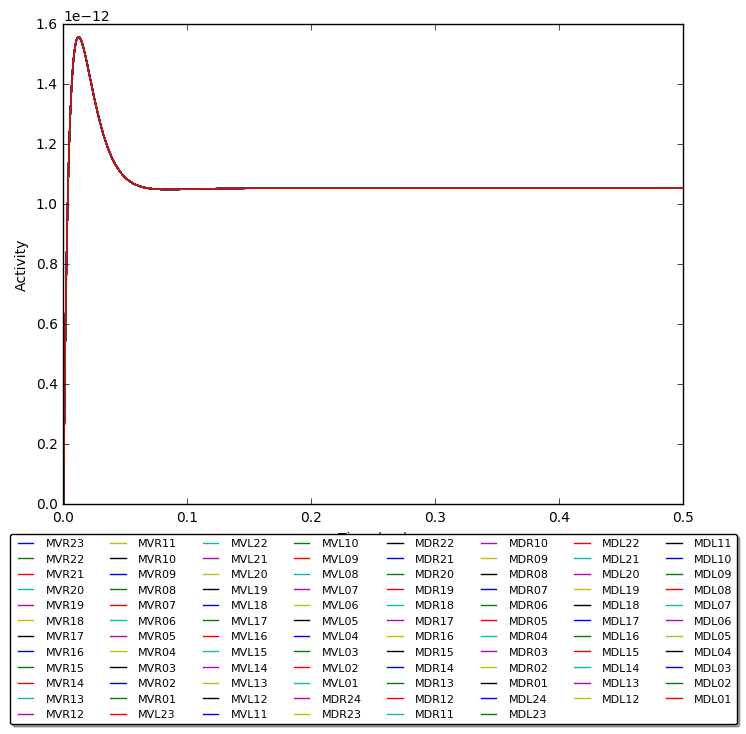 1e−12
1.6
1.4
1.2
1.0
0.8
0.6
0.4
0.2
0.0
Activity
0.0 0.1 0.2 0.3 0.4 0.5
MVR23 MVR11 MVL22 MVL10 MDR22 MDR10 MDL22 MDL11
MVR22 MVR10 MVL21 MVL09 MDR21 MDR09 MDL21 MDL10
MVR21 MVR09 MVL20 MVL08 MDR20 MDR08 MDL20 MDL09
MVR20 MVR08 MVL19 MVL07 MDR19 MDR07 MDL19 MDL08
MVR19 MVR07 MVL18 MVL06 MDR18 MDR06 MDL18 MDL07
MVR18 MVR06 MVL17 MVL05 MDR17 MDR05 MDL17 MDL06
MVR17 MVR05 MVL16 MVL04 MDR16 MDR04 MDL16 MDL05
MVR16 MVR04 MVL15 MVL03 MDR15 MDR03 MDL15 MDL04
MVR15 MVR03 MVL14 MVL02 MDR14 MDR02 MDL14 MDL03
MVR14 MVR02 MVL13 MVL01 MDR13 MDR01 MDL13 MDL02
MVR13 MVR01 MVL12 MDR24 MDR12 MDL24 MDL12 MDL01
MVR12 MVL23 MVL11 MDR23 MDR11 MDL23